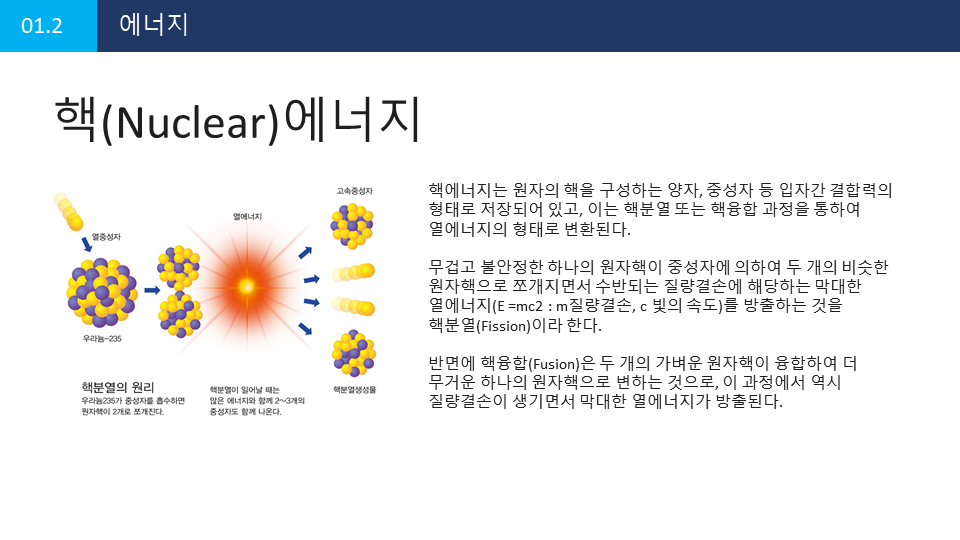 01.2
에너지
핵(Nuclear)에너지
고속중성자
열에너지
열중성자
우라늄-235
핵분열의 원리
우라늄235가 중성자를 흡수하면
원자핵이 2개로 쪼개진다.
핵분열이 일어날 때는
많은 에너지와 함께 2~3개의
중성자도 함께 나온다.
핵분열생성물
핵에너지는 원자의 핵을 구성하는 양자, 중성자 등 입자간 결합력의
형태로 저장되어 있고, 이는 핵분열 또는 핵융합 과정을 통하여
열에너지의 형태로 변환된다.
무겁고 불안정한 하나의 원자핵이 중성자에 의하여 두 개의 비슷한
원자핵으로 쪼개지면서 수반되는 질량결손에 해당하는 막대한
열에너지(E =mc2 : m질량결손, c 빛의 속도)를 방출하는 것을
핵분열(Fission)이라 한다.
반면에 핵융합(Fusion)은 두 개의 가벼운 원자핵이 융합하여 더
무거운 하나의 원자핵으로 변하는 것으로, 이 과정에서 역시
질량결손이 생기면서 막대한 열에너지가 방출된다.